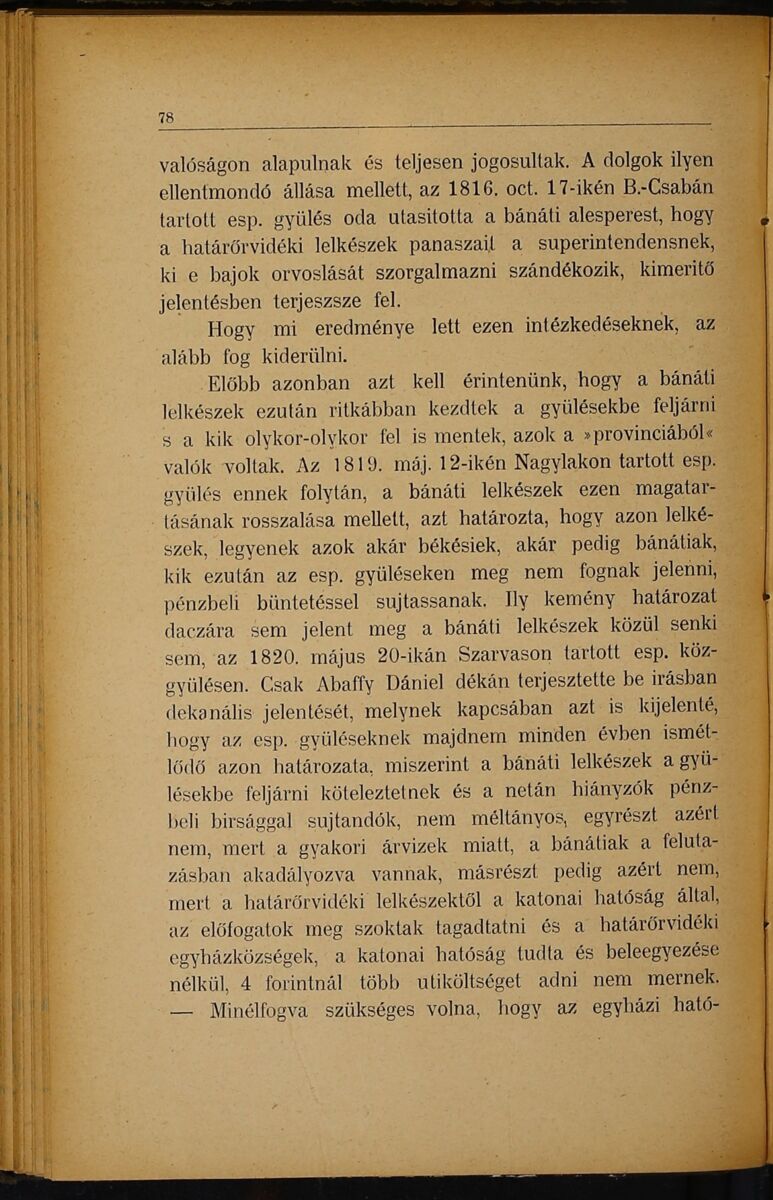 78
valóságon alapulnak és teljesen jogosultak. A dolgok ilyen
ellentmondó állása mellett, az 1816. oct. 17-ikén B.-Csabán
tartott esp. gyülés oda utasitotta a bánáti alesperest, hogy
a határőrvidéki lelkészek panaszait a superintendensnek,
ki e bajok orvoslását szorgalmazni szándékozik, kimeritő
jelentésben terjeszsze fel.
Hogy mi eredménye lett ezen intézkedéseknek, az
alább fog kiderülni.
Előbb azonban azt kell érintenünk, hogy a bánáti
lelkészek ezután ritkábban kezdtek a gyülésekbe feljárni
s a kik olykor-olykor fel is mentek, azok a »provinciából«
valók voltak. Az 1819. máj. 12-ikén Nagylakon tartott esp.
gyülés ennek folytán, a bánáti lelkészek ezen magatar-
tásának rosszalása mellett, azt határozta, hogy azon lelké-
szek, legyenek azok akár békésiek, akár pedig bánátiak,
kik ezután az esp. gyüléseken meg nem fognak jelenni,
pénzbeli büntetéssel sujtassanak. Ily kemény határozat
daczára sem jelent meg a bánáti lelkészek közül senki
sem, az 1820. május 20-ikán Szarvason tartott esp. köz-
gyülésen. Csak Abaffy Dániel dékán terjesztette be irásban
dekanális jelentését, melynek kapcsában azt is kijelenté,
hogy az esp. gyüléseknek majdnem minden évben ismét-
lődő azon határozata, miszerint a bánáti lelkészek a gyü-
lésekbe feljárni köteleztetnek és a netán hiányzók pénz-
beli birsággal sujtandók, nem méltányos, egyrészt azért
nem, mert a gyakori árvizek miatt, a bánátiak a feluta-
zásban akadályozva vannak, másrészt pedig azért nem,
mert a határőrvidéki lelkészektől a katonai hatóság által,
az előfogatok meg szoktak tagadtatni és a határőrvidéki
egyházközségek, a katonai hatóság tudta és beleegyezése
nélkül, 4 forintnál több utiköltséget adni nem mernek.
— Minélfogva szükséges volna, hogy az egyházi ható-